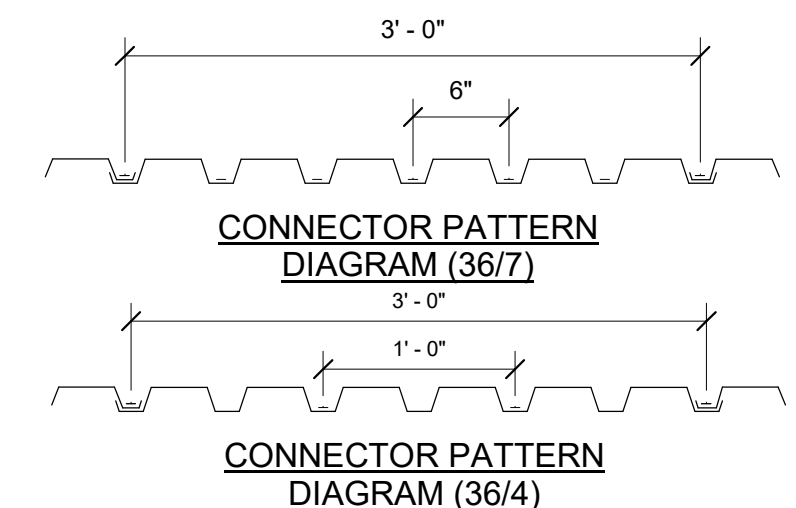 3' - 0"
6"
CONNECTOR PATTERN
DIAGRAM (36/7)
3' - 0"
1' - 0"
CONNECTOR PATTERN
DIAGRAM (36/4)